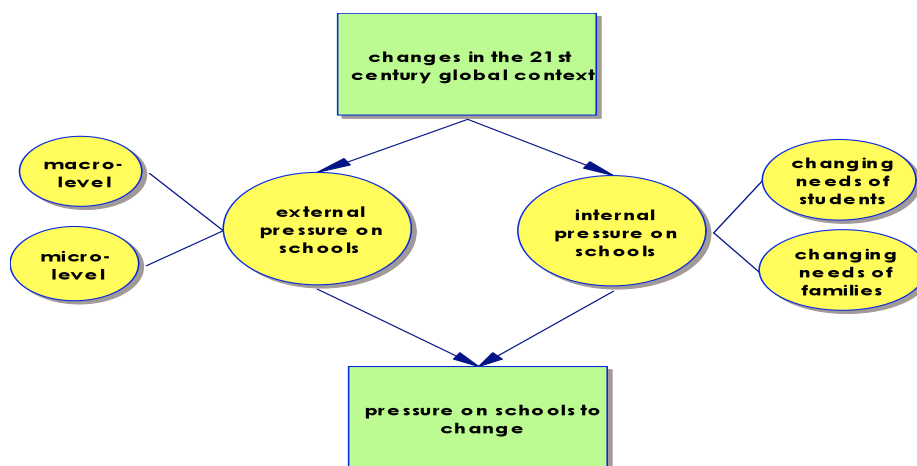 changes in the 21st
century global context
macro-
level
external
pressure on
schools
micro-
level
internal
pressure on
schools
changing
needs of
students
changing
needs of
families
pressure on schools to
change